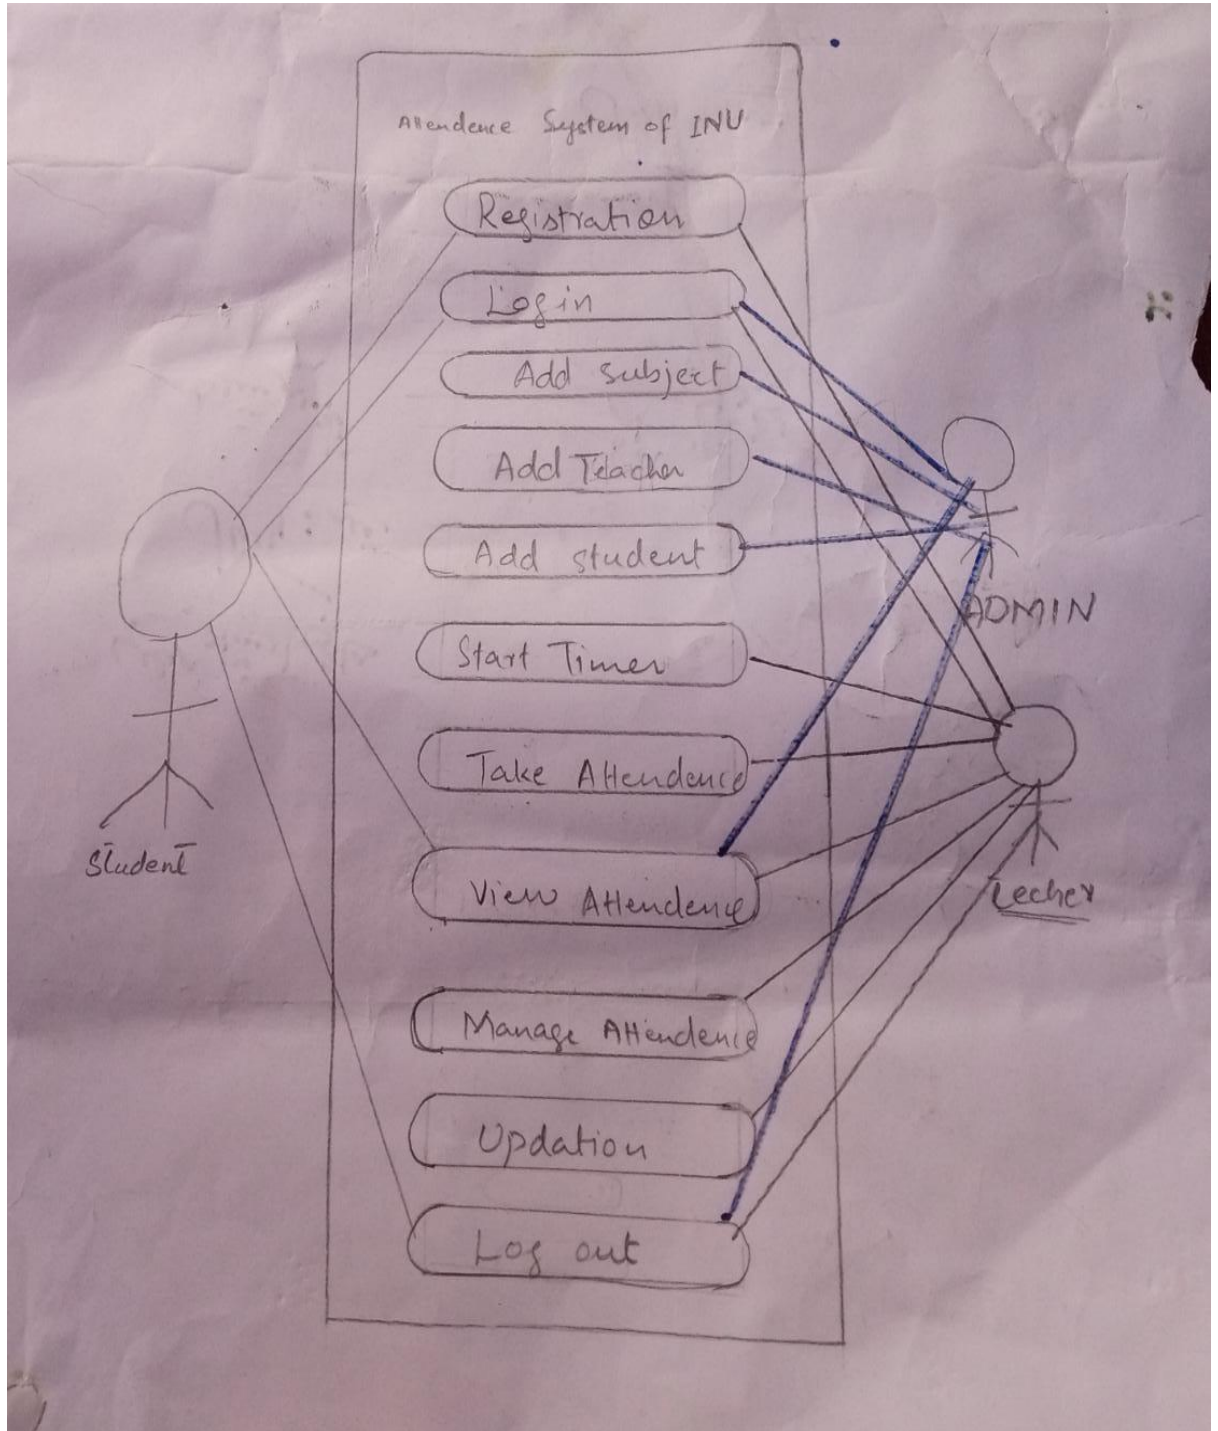 Attendence System of INU
Registration
Login
Add subject
Add Teacher
Add student
Start Timer
Take Attendence
View Attendence
Manage Attendence
Updation
Log out
Student
ADMIN
Techer